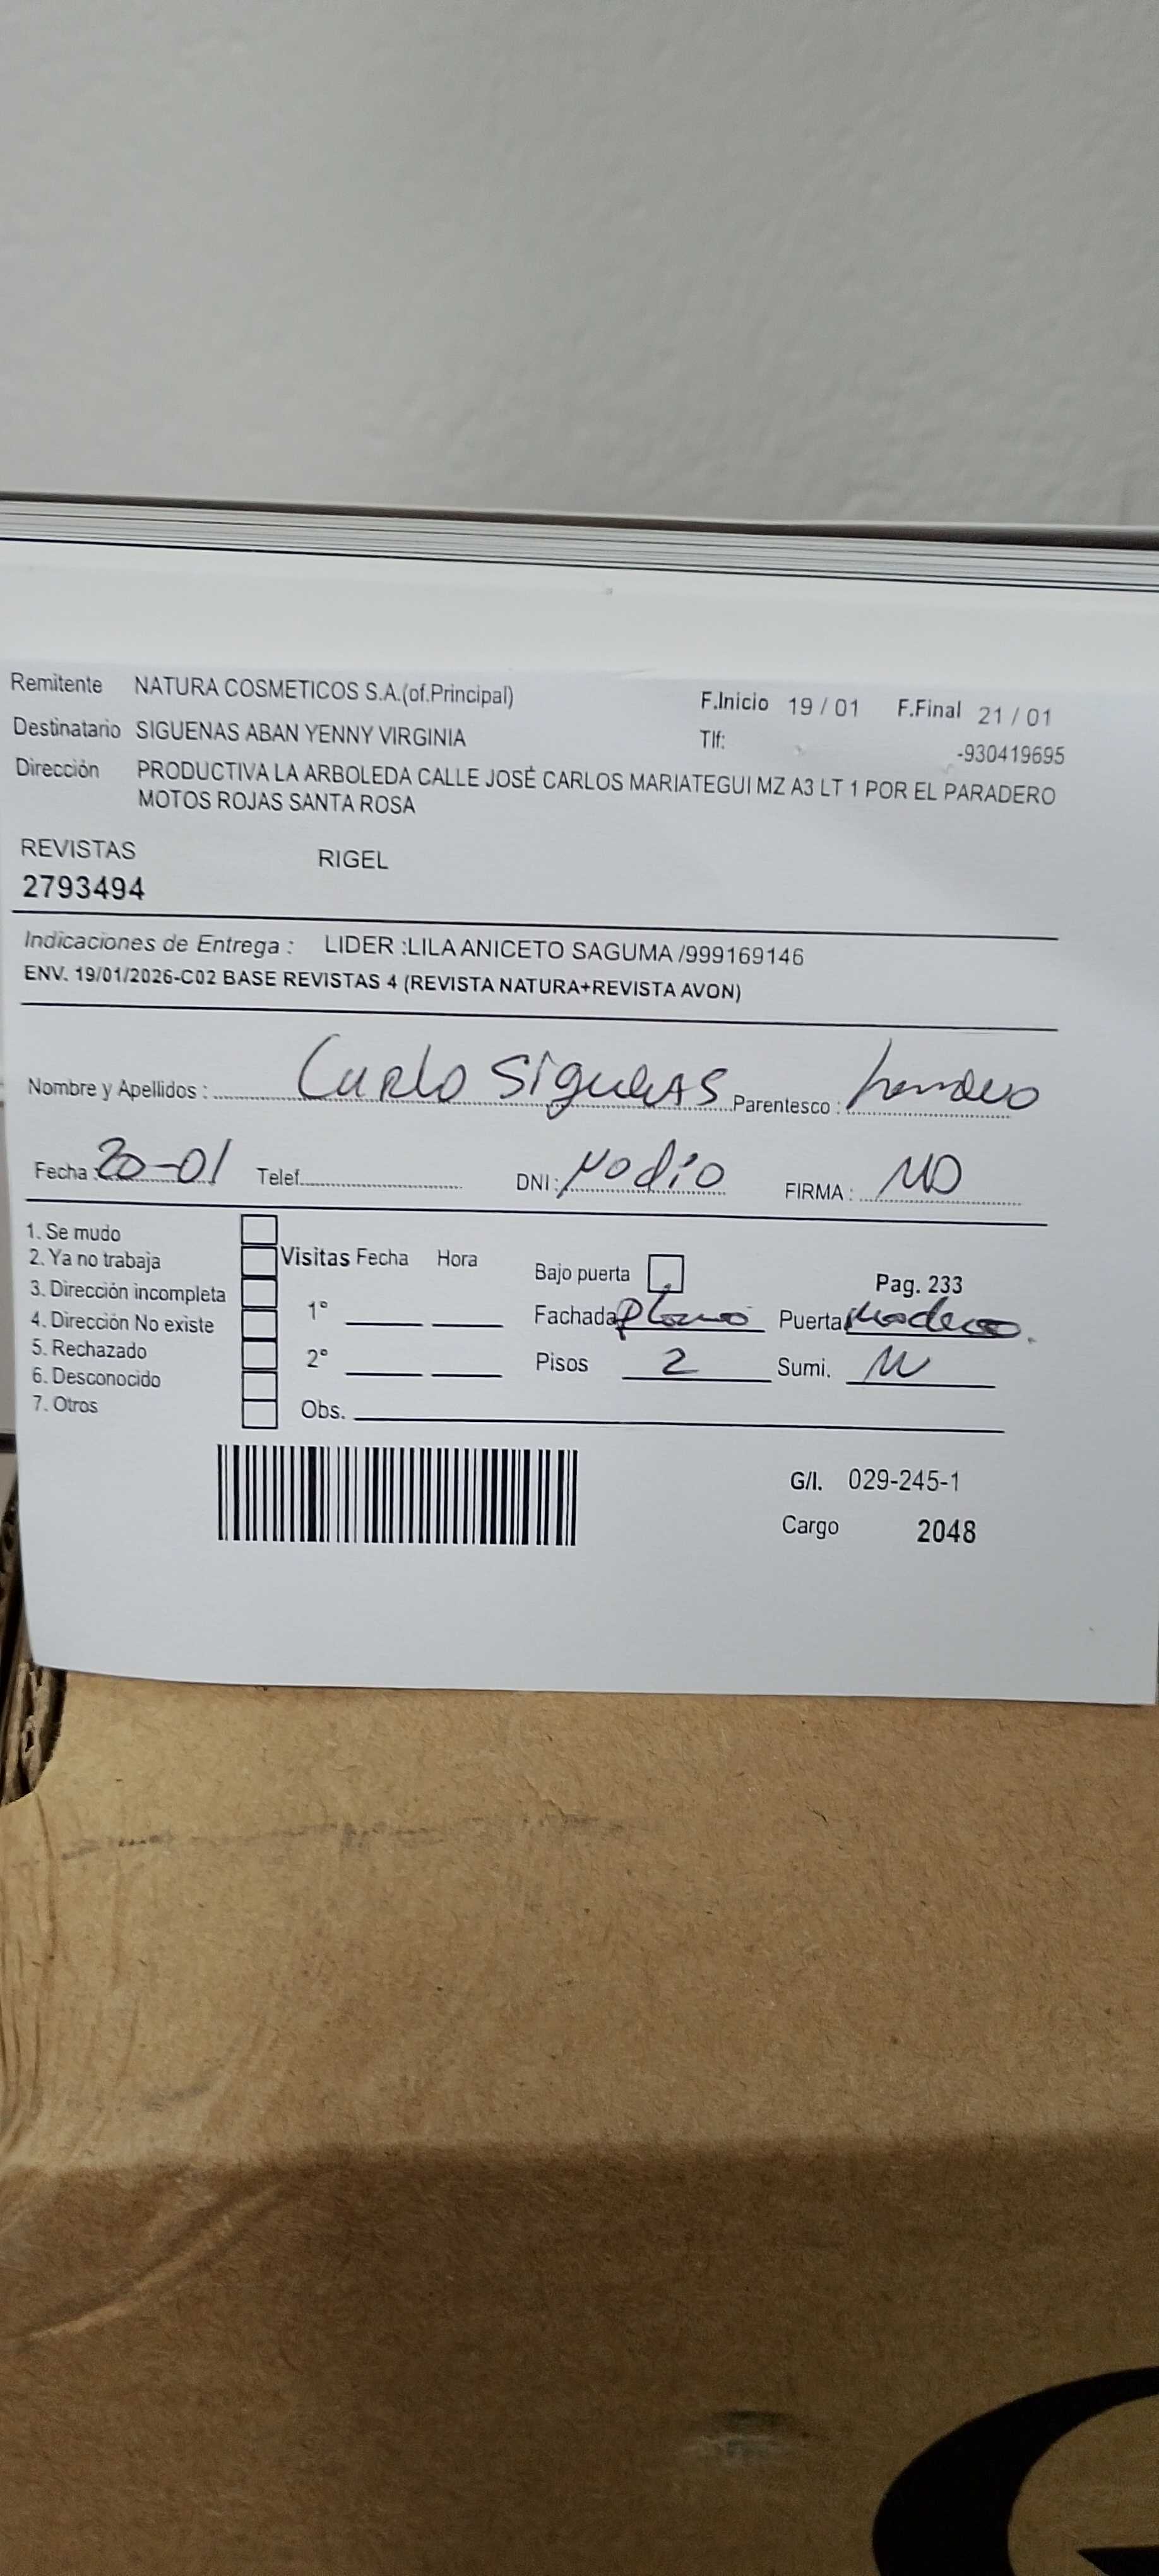 Remitente NATURA COSMETICOS S.A.(of.Principal) F.Inicio 19 / 01 F.Final 21 / 01
Destinatario SIGUENAS ABAN YENNY VIRGINIA Tlf: -930419695
Dirección PRODUCTIVA LA ARBOLEDA CALLE JOSÉ CARLOS MARIATEGUI MZ A3 LT 1 POR EL PARADERO
MOTOS ROJAS SANTA ROSA
REVISTAS RIGEL
2793494
Indicaciones de Entrega : LIDER :LILA ANICETO SAGUMA /999169146
ENV. 19/01/2026-C02 BASE REVISTAS 4 (REVISTA NATURA+REVISTA AVON)
Nombre y Apellidos : Carlo Parentesco :
Fecha : 20-01 Telef. DNI : No dio FIRMA :
1. Se mudo
2. Ya no trabaja Visitas Fecha Hora Bajo puerta Pag. 233
3. Dirección incompleta
4. Dirección No existe 1° Fachada Puerta Madera.
5. Rechazado 2° Pisos 2 Sumi.
6. Desconocido
7. Otros Obs.
G/I. 029-245-1
Cargo 2048